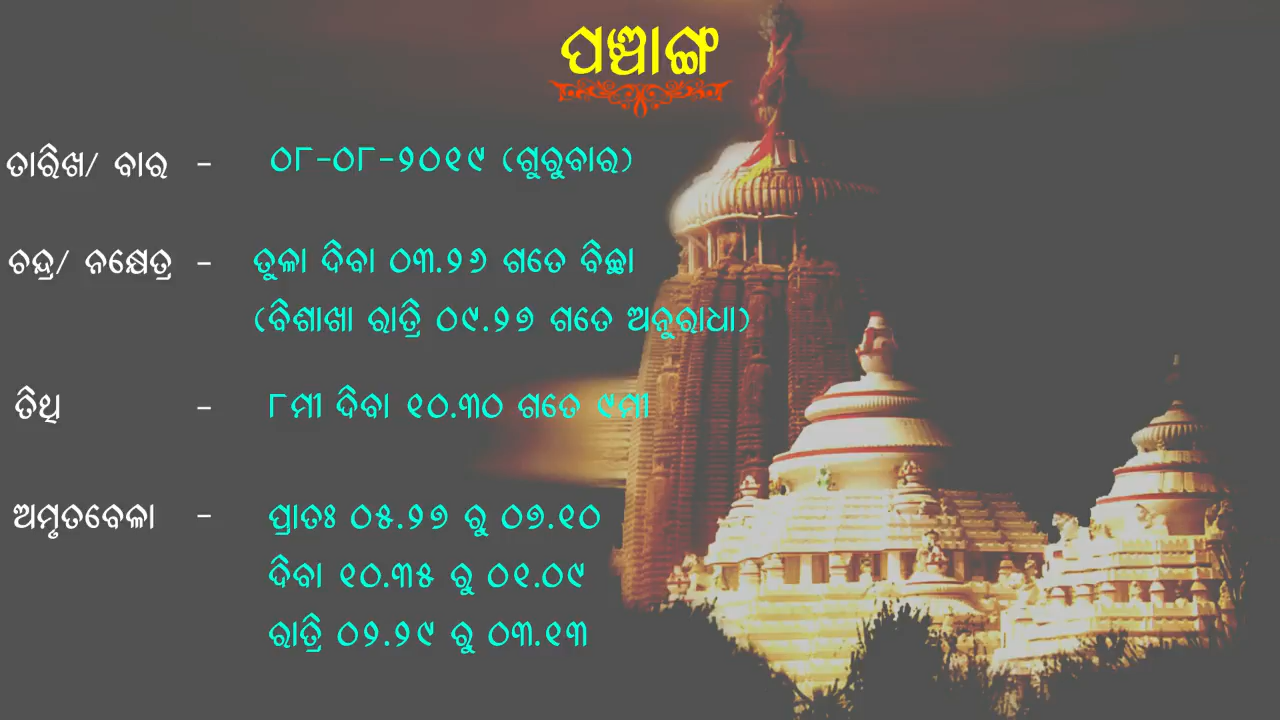 ପଞ୍ଚାଙ୍ଗ
ତାରିଖ/ ବାର - ୦୮-୦୮-୨୦୧୯ (ଗୁରୁବାର)
ଚନ୍ଦ୍ର/ ନକ୍ଷେତ୍ର - ତୁଳା ଦିବା ୦୩.୨୬ ଗତେ ବିଚ୍ଛା
(ବିଶାଖା ରାତ୍ରି ୦୯.୨୭ ଗତେ ଅନୁରାଧା)
ତିଥି - ୮ମୀ ଦିବା ୧୦.୩୦ ଗତେ ୯ମୀ
ଅମୃତବେଳା - ପ୍ରାତଃ ୦୫.୨୭ ରୁ ୦୭.୧୦
ଦିବା ୧୦.୩୫ ରୁ ୦୧.୦୯
ରାତ୍ରି ୦୨.୨୯ ରୁ ୦୩.୧୩